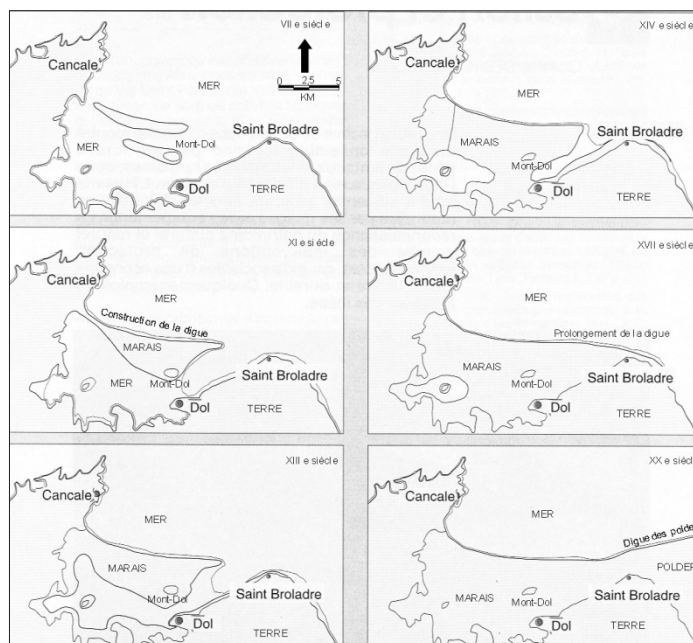 VII e siècle
Cancale
MER
2,5
0 5
KM
Saint Broladre
MER
Mont-Dol
Dol
TERRE
XIV e siècle
Cancale
MER
Saint Broladre
MARAIS
Mont-Dol
Dol
TERRE
XI e siècle
Cancale
MER
Construction de la digue
MARAIS
MER
Mont-Dol
Saint Broladre
Dol
TERRE
XVII e siècle
Cancale
MER
Prolongement de la digue
MARAIS
Mont-Dol
Saint Broladre
Dol
TERRE
XIII e siècle
Cancale
MER
MARAIS
Mont-Dol
Saint Broladre
Dol
TERRE
XX e siècle
Cancale
MER
Digue des polde
POLDER
MARAIS
Mont-Dol
Saint Broladre
Dol
TERRE